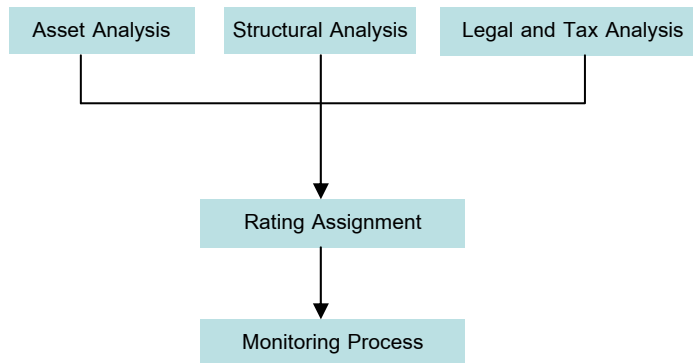 Asset Analysis
Structural Analysis
Legal and Tax Analysis
Rating Assignment
Monitoring Process